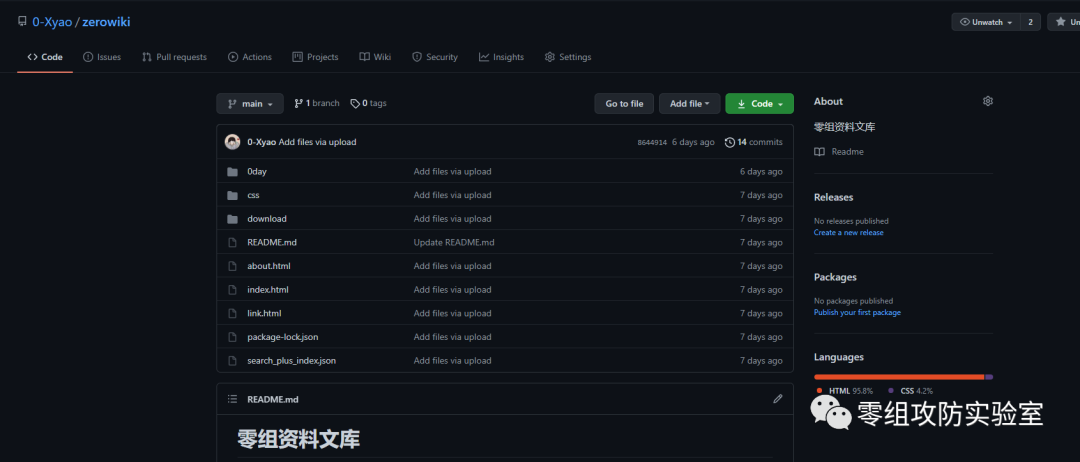 0-Xyao / zerowiki
Unwatch 2 Un
Code Issues Pull requests Actions Projects Wiki Security Insights Settings
main 1 branch 0 tags Go to file Add file Code
0-Xyao Add files via upload 8644914 6 days ago 14 commits
0day Add files via upload 6 days ago
css Add files via upload 7 days ago
download Add files via upload 7 days ago
README.md Update README.md 7 days ago
about.html Add files via upload 7 days ago
index.html Add files via upload 7 days ago
link.html Add files via upload 7 days ago
package-lock.json Add files via upload 7 days ago
search_plus_index.json Add files via upload 7 days ago
README.md
零组资料文库
About
零组资料文库
Readme
Releases
No releases published
Create a new release
Packages
No packages published
Publish your first package
Languages
HTML 95.8% CSS 4.2%
零组攻防实验室